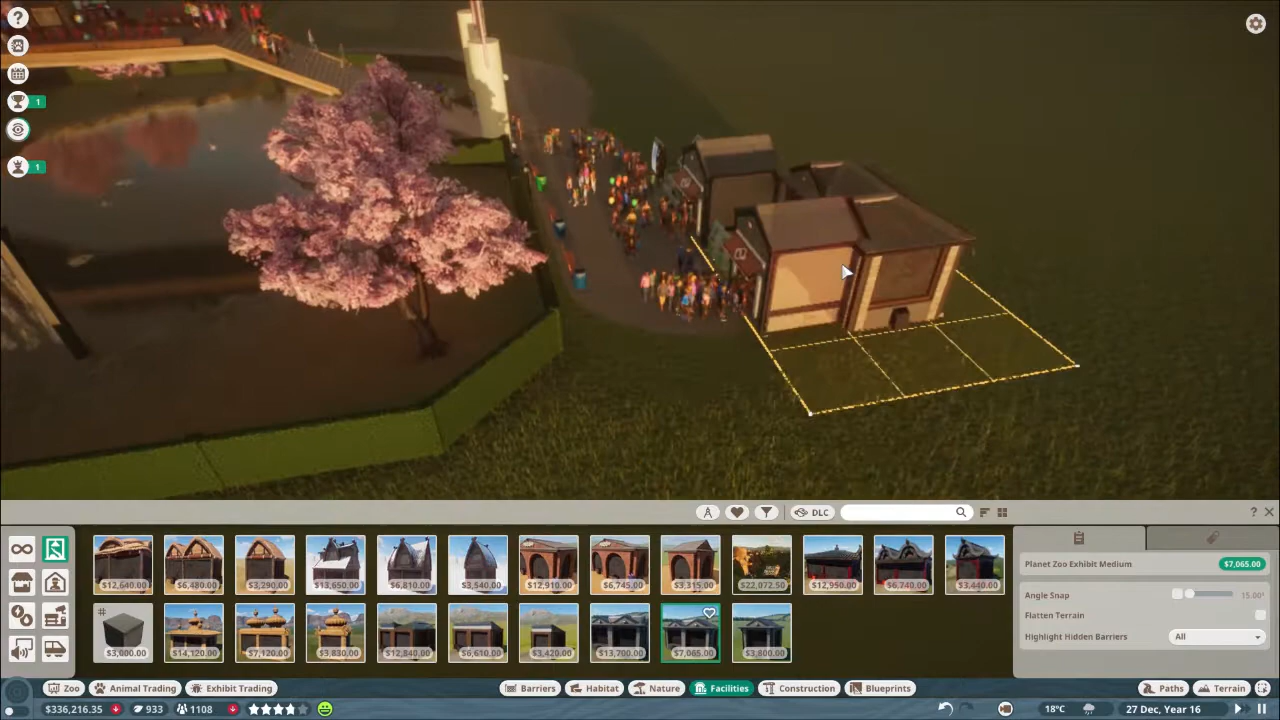 ?
1
1
DLC
? ×
$12,640.00 $6,480.00 $3,290.00 $13,650.00 $6,810.00 $3,540.00 $12,910.00 $6,745.00 $3,315.00 $22,072.50 $12,950.00 $6,740.00 $3,440.00
$3,000.00 $14,120.00 $7,120.00 $3,830.00 $12,840.00 $6,610.00 $3,420.00 $13,700.00 $7,065.00 $3,800.00
Planet Zoo Exhibit Medium $7,065.00
Angle Snap 15.00°
Flatten Terrain
Highlight Hidden Barriers All
Zoo Animal Trading Exhibit Trading Barriers Habitat Nature Facilities Construction Blueprints Paths Terrain
$336,216.35 933 1108 18°C 27 Dec, Year 16